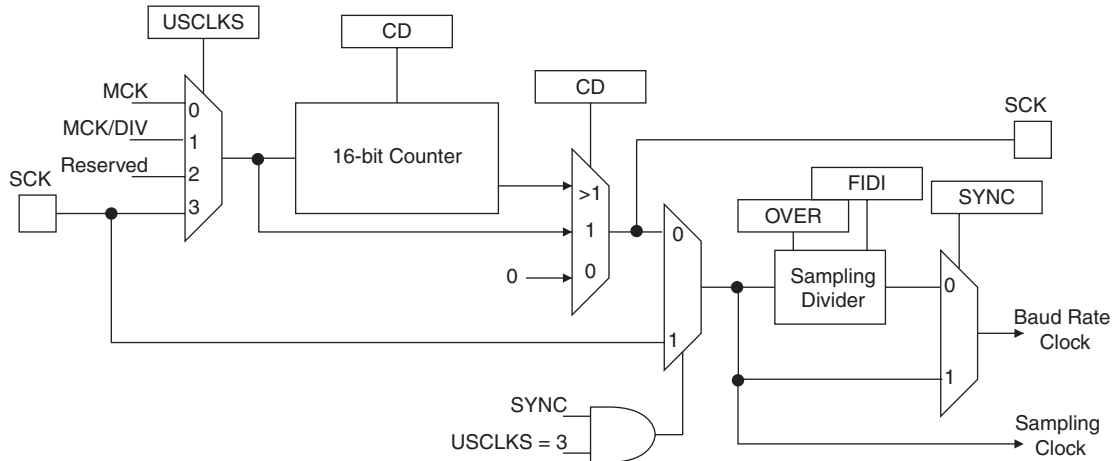 USCLKS
CD
CD
MCK
MCK/DIV
Reserved
SCK
0
1
2
3
16-bit Counter
>1
1
0
0
SCK
FIDI
OVER
SYNC
0
1
Sampling
Divider
0
1
Baud Rate
Clock
Sampling
Clock
SYNC
USCLKS = 3